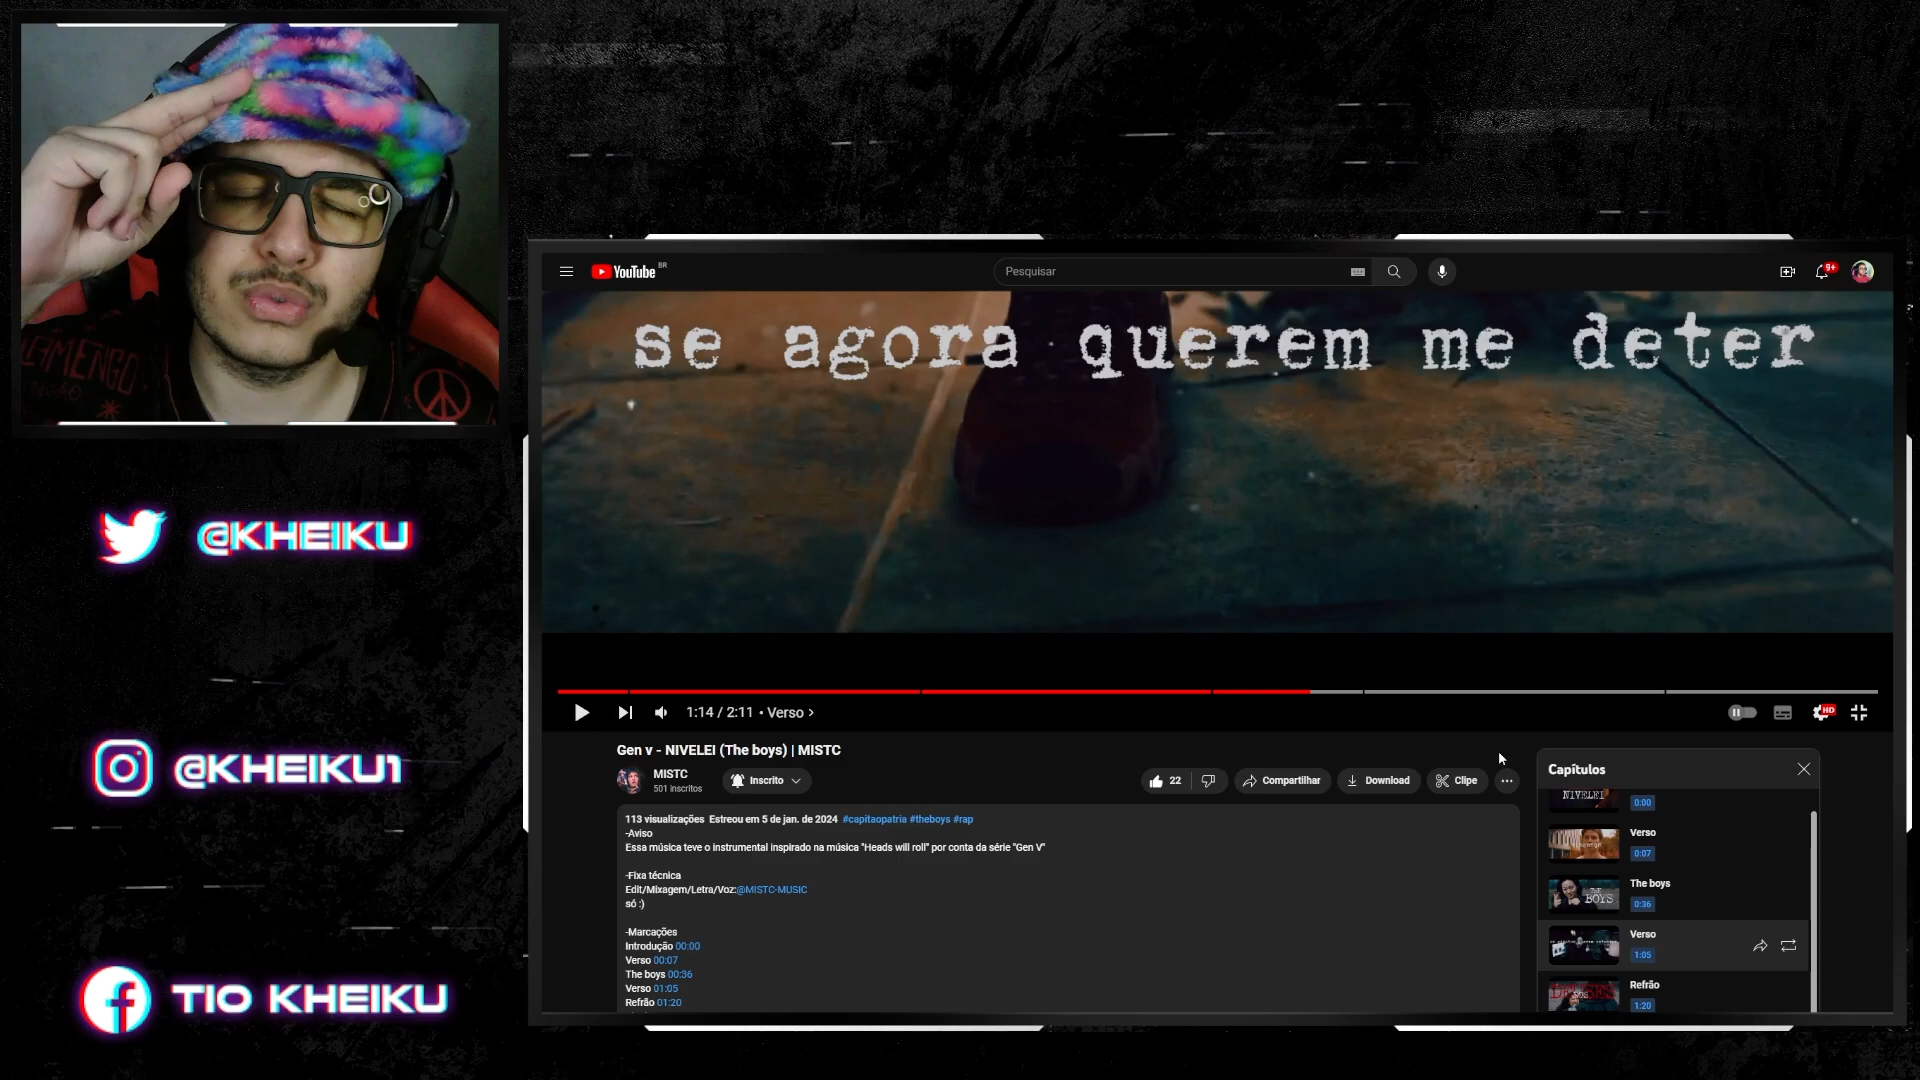 LAMENGO
@KHEIKU
@KHEIKU1
TIO KHEIKU
YouTube BR
Pesquisar
9+
se agora querem me deter
1:14 / 2:11 • Verso >
HD
Gen v - NIVELEI (The boys) | MISTC
MISTC
501 inscritos
Inscrito
22
Compartilhar
Download
Clipe
113 visualizações Estreou em 5 de jan. de 2024 #capitaopatria #theboys #rap
-Aviso
Essa música teve o instrumental inspirado na música "Heads will roll" por conta da série "Gen V"
-Fixa técnica
Edit/Mixagem/Letra/Voz:@MISTC-MUSIC
só :)
-Marcações
Introdução 00:00
Verso 00:07
The boys 00:36
Verso 01:05
Refrão 01:20
Capítulos
NIVELEI
0:00
Verso
0:07
The boys
BOYS
0:36
Verso
1:05
Refrão
1:20